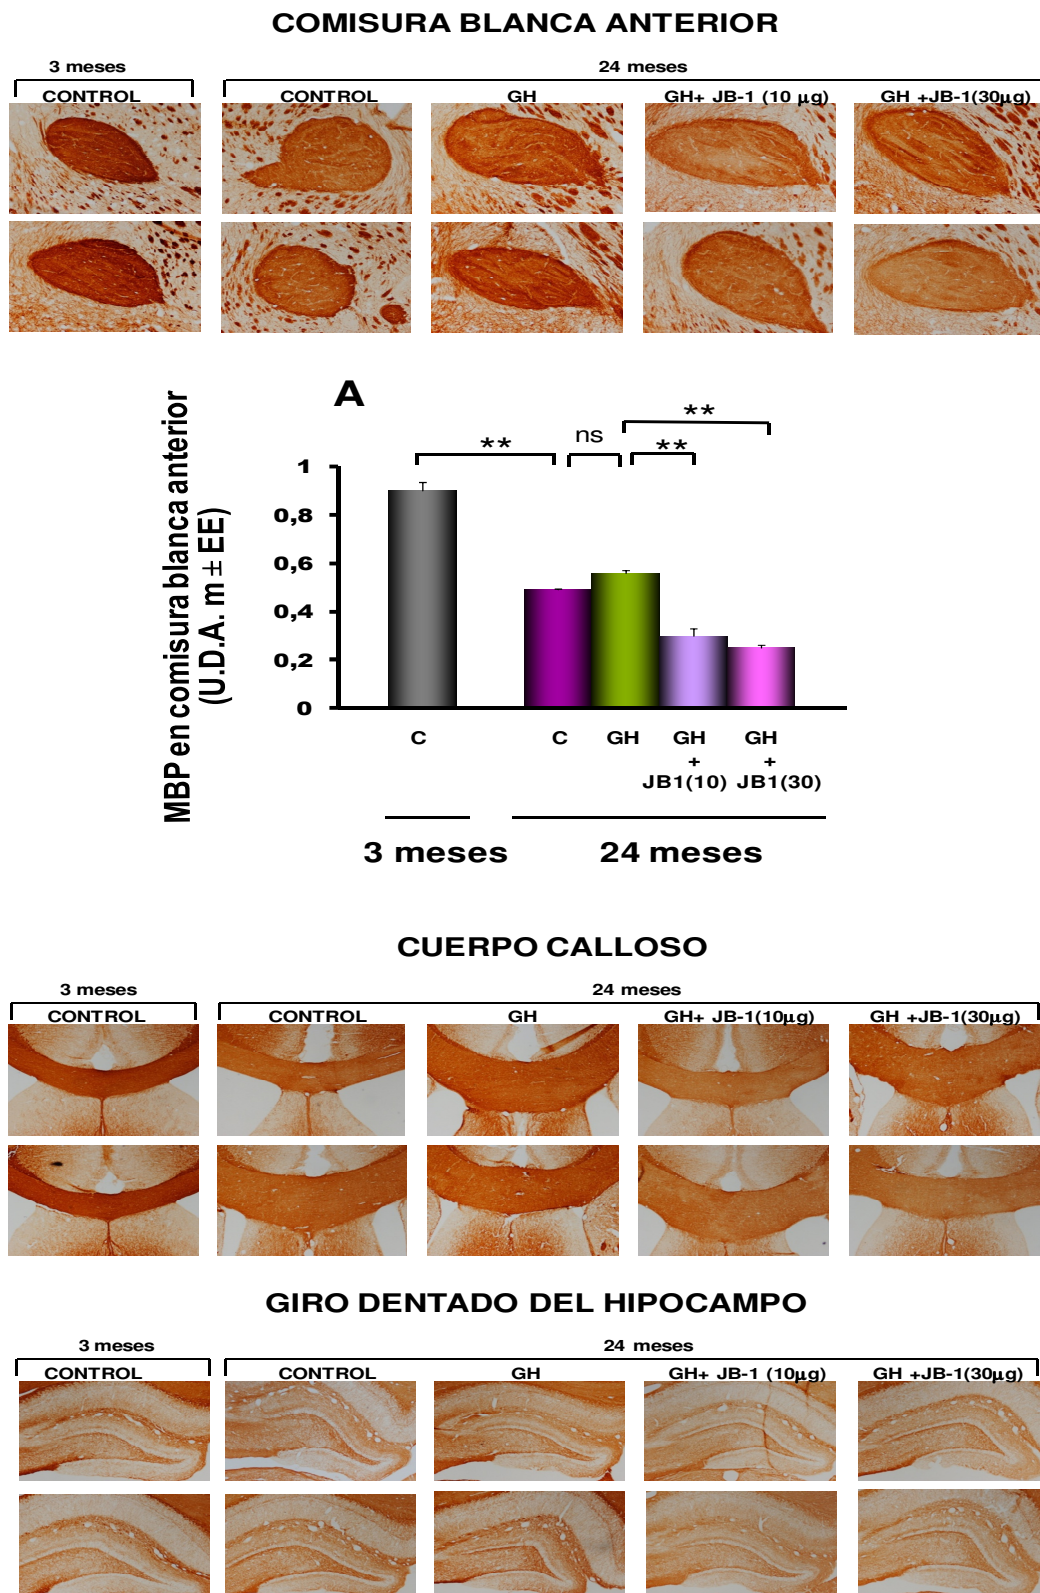 COMISURA BLANCA ANTERIOR
3 meses
24 meses
CONTROL
CONTROL
GH
GH+ JB-1 (10 µg)
GH +JB-1(30µg)
A
MBP en comisura blanca anterior
(U.D.A. m ± EE)
**
ns
**
**
1
0,8
0,6
0,4
0,2
0
C
C
GH
GH
+
JB1(10)
GH
+
JB1(30)
3 meses
24 meses
CUERPO CALLOSO
3 meses
24 meses
CONTROL
CONTROL
GH
GH+ JB-1(10µg)
GH +JB-1(30µg)
GIRO DENTADO DEL HIPOCAMPO
3 meses
24 meses
CONTROL
CONTROL
GH
GH+ JB-1 (10µg)
GH +JB-1(30µg)